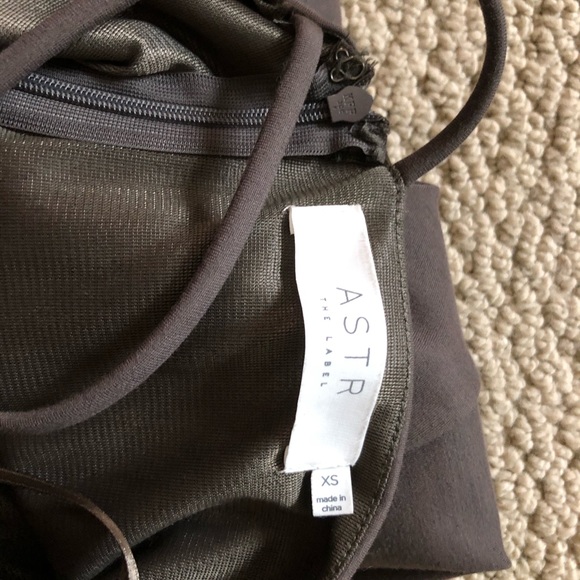 ASTR
THE LABEL
XS
made in
china